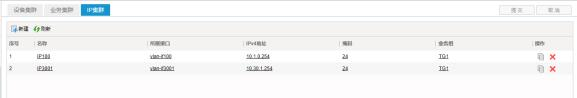 设备集群 业务集群 IP集群 提交 取消
新建 刷新
序号 名称 所属接口 IPv4地址 掩码 业务组 操作
1 IP100 vlan-if100 10.1.0.254 24 TG1
2 IP3001 vlan-if3001 10.30.1.254 24 TG1